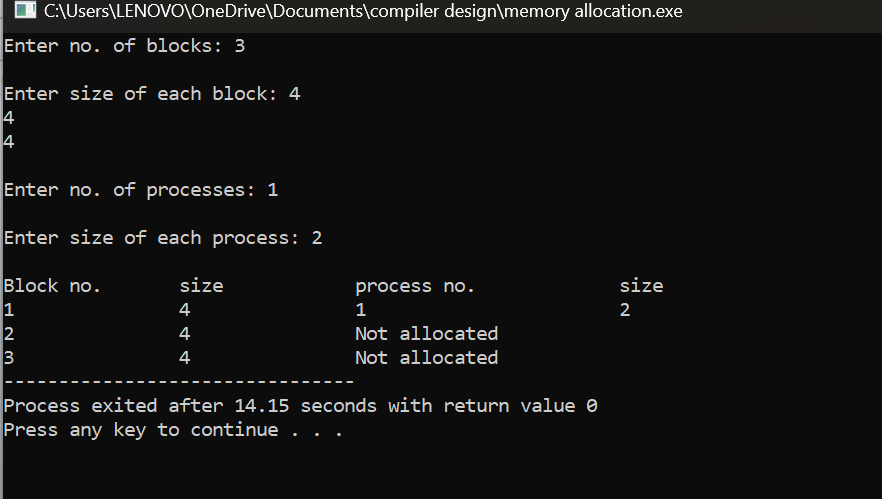 C:\Users\LENOVO\OneDrive\Documents\compiler design\memory allocation.exe
Enter no. of blocks: 3
Enter size of each block: 4
4
4
Enter no. of processes: 1
Enter size of each process: 2
Block no. size process no. size
1 4 1 2
2 4 Not allocated
3 4 Not allocated
--------------------------------
Process exited after 14.15 seconds with return value 0
Press any key to continue . . .